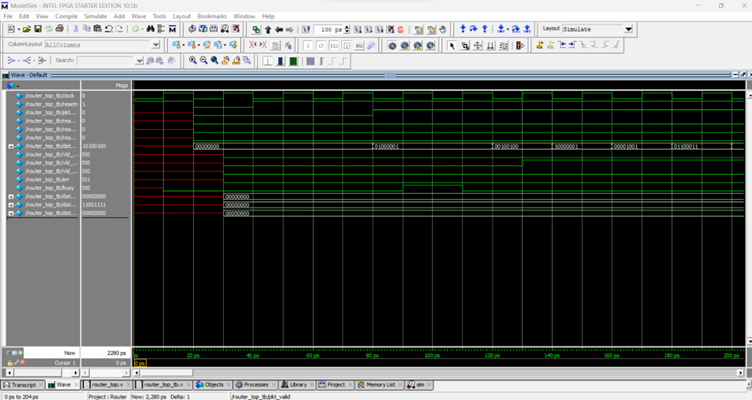 ModelSim - INTEL FPGA STARTER EDITION 10.5b
File Edit View Compile Simulate Add Wave Tools Layout Bookmarks Window Help
100 ps
Layout Simulate
ColumnLayout AllColumns
Search:
Wave - Default
Msgs
/router_top_tb/clock 0
/router_top_tb/resetn 1
/router_top_tb/pkt_... 0
/router_top_tb/rea... 0
/router_top_tb/rea... 0
/router_top_tb/rea... 0
/router_top_tb/dat... 10100100 00000000 01000001 00100100 10000001 00001001 01100011
/router_top_tb/vld_... St0
/router_top_tb/vld_... St0
/router_top_tb/vld_... St0
/router_top_tb/err St1
/router_top_tb/busy St0
/router_top_tb/dat... 00000000 00000000
/router_top_tb/dat... 11001111 00000000
/router_top_tb/dat... 00000000 00000000
Now 2280 ps 20 ps 40 ps 60 ps 80 ps 100 ps 120 ps 140 ps 160 ps 180 ps 200 ps
Cursor 1 0 ps 0 ps
Transcript Wave router_top.v router_top_tb.v Objects Processes Library Project Memory List sim
0 ps to 204 ps Project : Router Now: 2,280 ps Delta: 1 /router_top_tb/pkt_valid